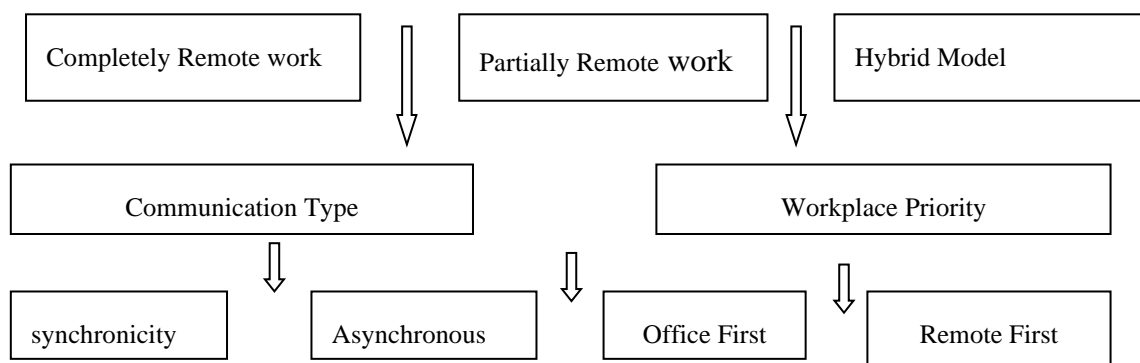 Completely Remote work
Partially Remote work
Hybrid Model
Communication Type
Workplace Priority
synchronicity
Asynchronous
Office First
Remote First